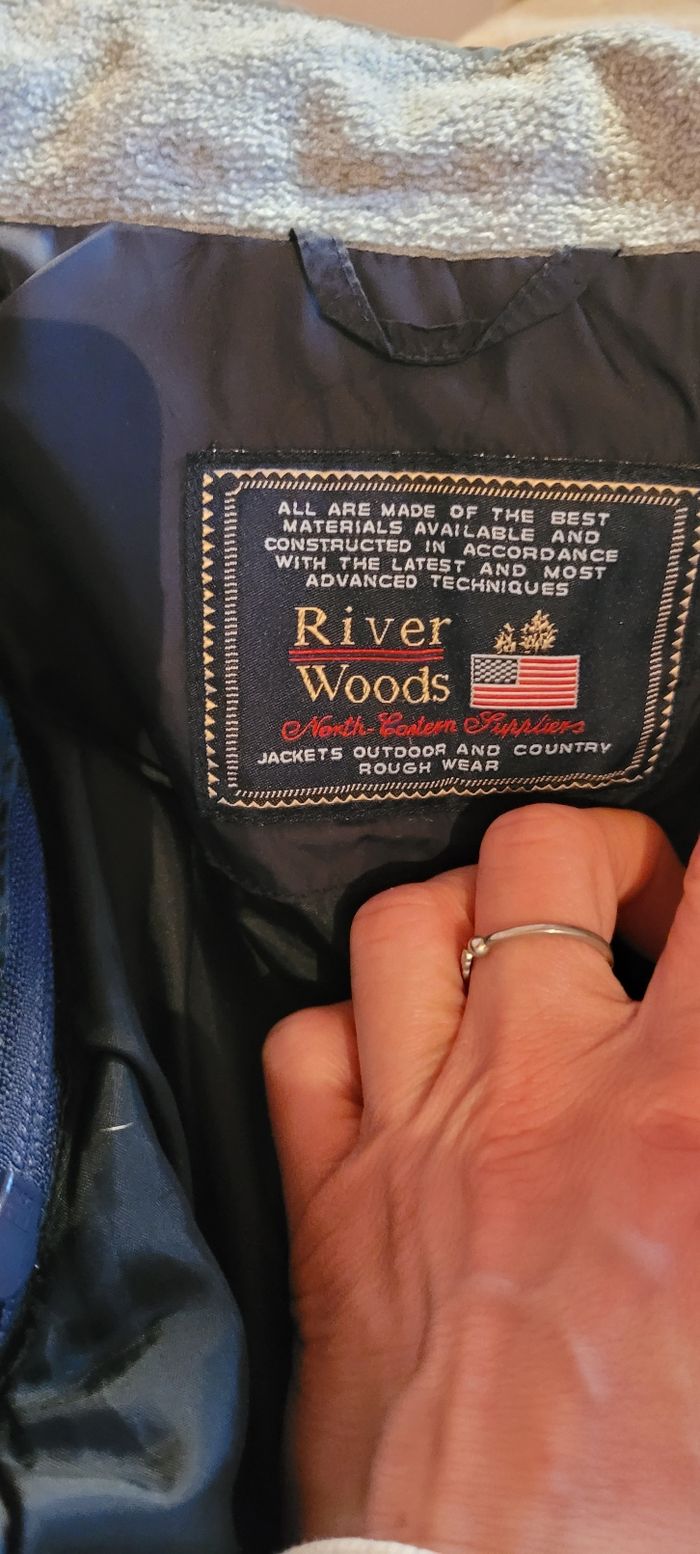 ALL ARE MADE OF THE BEST
MATERIALS AVAILABLE AND
CONSTRUCTED IN ACCORDANCE
WITH THE LATEST AND MOST
ADVANCED TECHNIQUES
River
Woods
North-Eastern Suppliers
JACKETS OUTDOOR AND COUNTRY
ROUGH WEAR